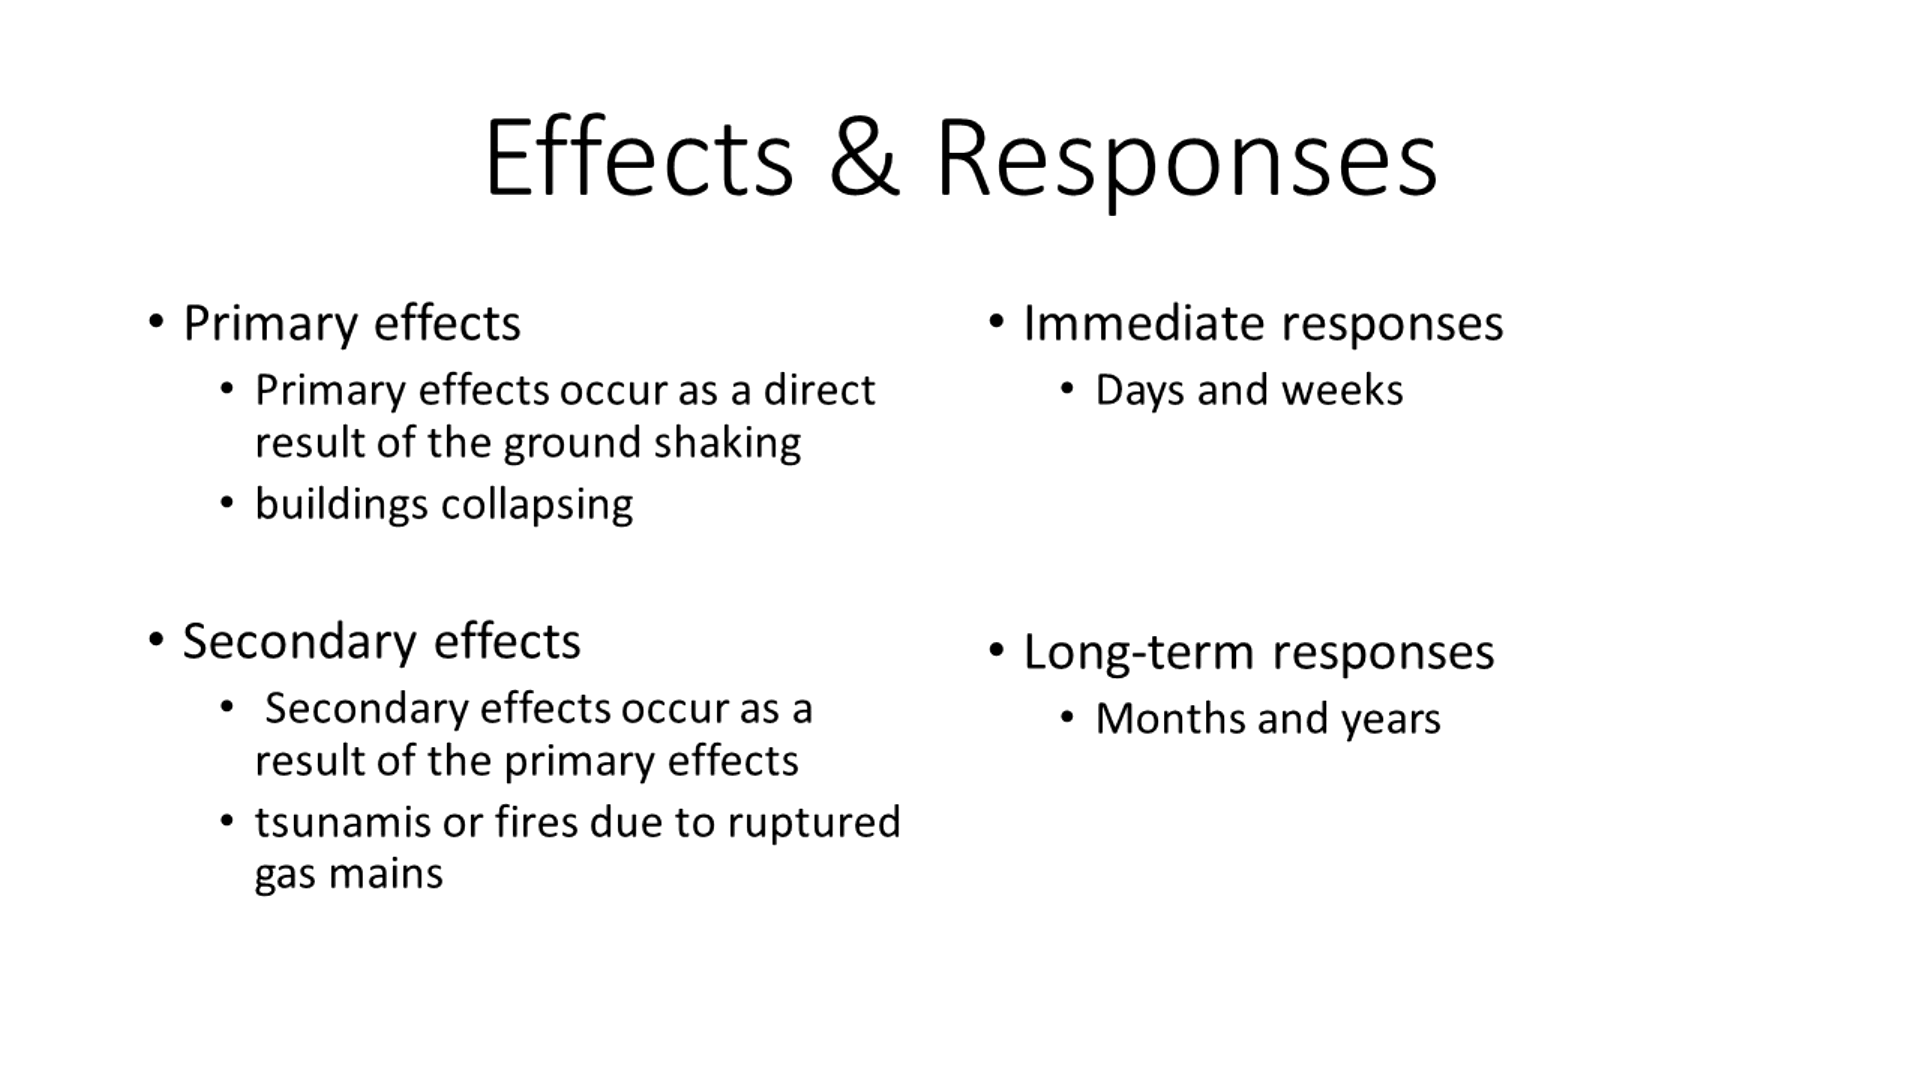 Effects & Responses
• Primary effects
• Primary effects occur as a direct
result of the ground shaking
• buildings collapsing
• Secondary effects
• Secondary effects occur as a
result of the primary effects
• tsunamis or fires due to ruptured
gas mains
• Immediate responses
• Days and weeks
• Long-term responses
• Months and years